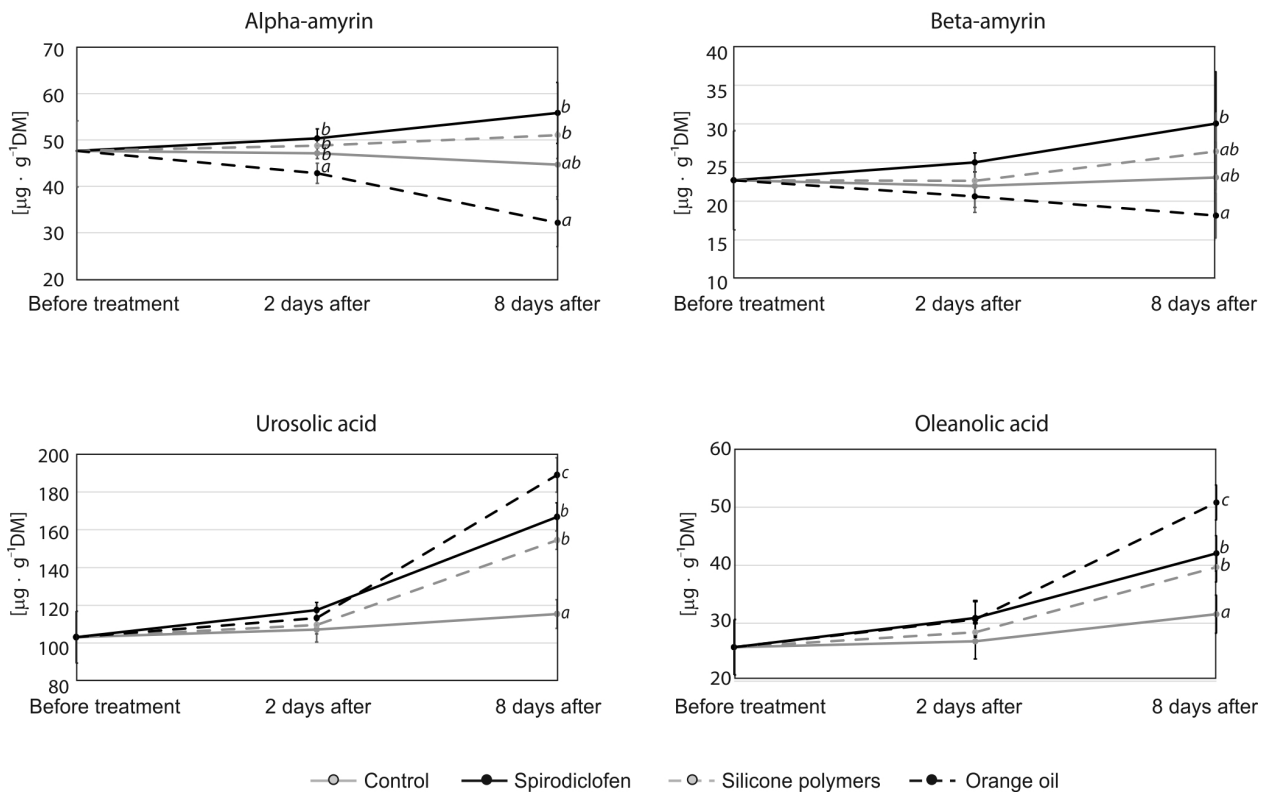 Alpha-amyrin
[µg · g⁻¹DM]
70
60
50
40
30
20
b
b
b
b
a
b
ab
a
Before treatment
2 days after
8 days after
Beta-amyrin
[µg · g⁻¹DM]
40
35
30
25
20
15
10
b
ab
ab
a
Before treatment
2 days after
8 days after
Urosolic acid
[µg · g⁻¹DM]
200
180
160
140
120
100
80
c
b
b
a
Before treatment
2 days after
8 days after
Oleanolic acid
[µg · g⁻¹DM]
60
50
40
30
20
c
b
b
a
Before treatment
2 days after
8 days after
Control
Spirodiclofen
Silicone polymers
Orange oil